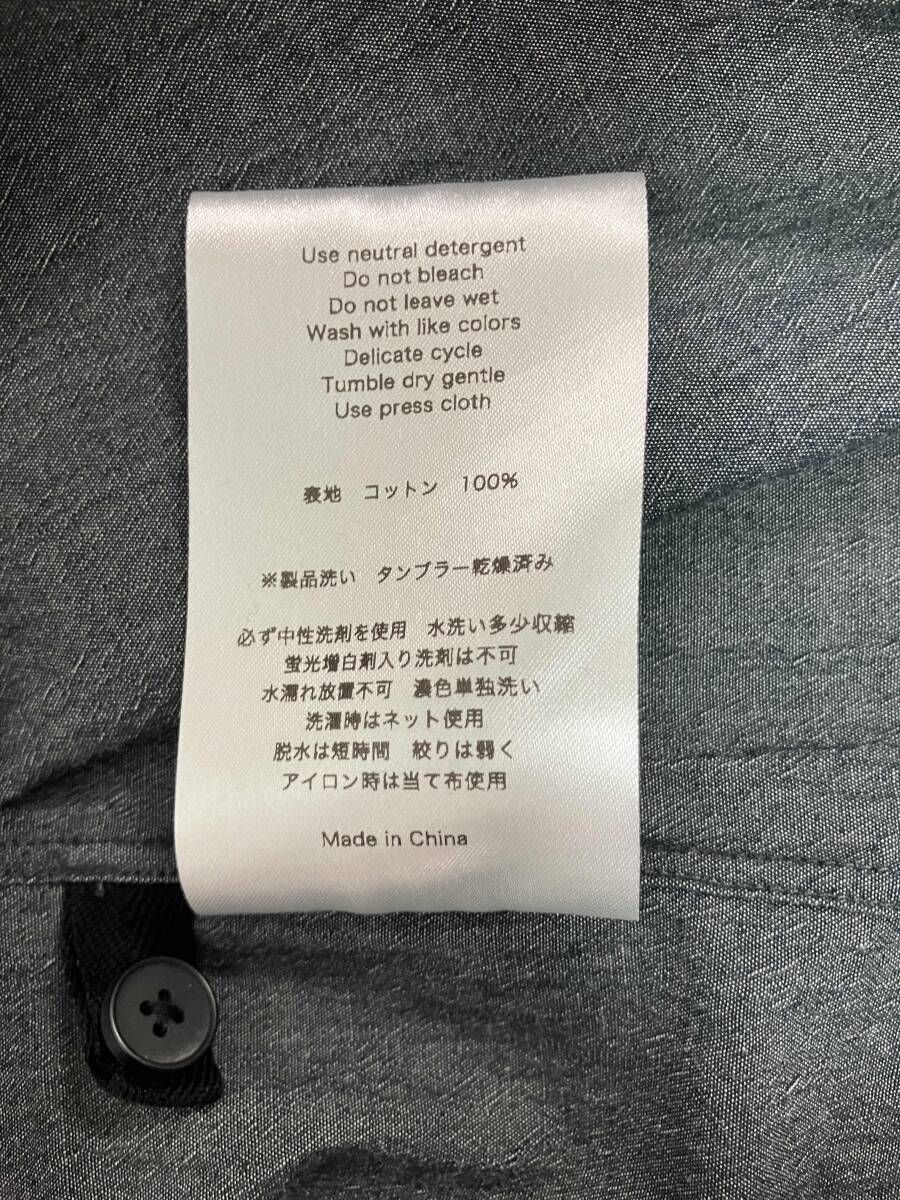 Use neutral detergent
Do not bleach
Do not leave wet
Wash with like colors
Delicate cycle
Tumble dry gentle
Use press cloth
表地　コットン　100%
※製品洗い　タンブラー乾燥済み
必ず中性洗剤を使用　水洗い多少収縮
蛍光増白剤入り洗剤は不可
水濡れ放置不可　濃色単独洗い
洗濯時はネット使用
脱水は短時間　絞りは弱く
アイロン時は当て布使用
Made in China